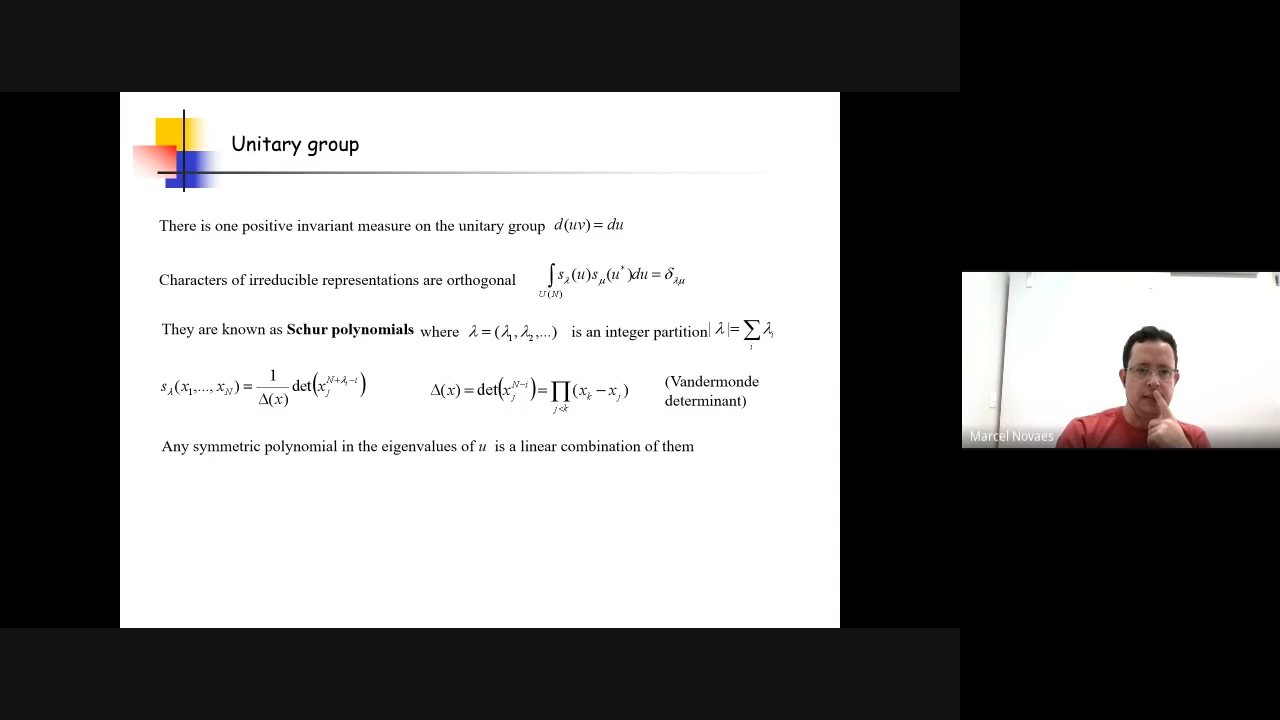 Unitary group
There is one positive invariant measure on the unitary group d(uv) = du
Characters of irreducible representations are orthogonal ∫_{U(N)} s_λ(u)s_μ(u*)du = δ_{λμ}
They are known as Schur polynomials where λ = (λ₁, λ₂,...) is an integer partition |λ| = ∑_i λ_i
s_λ(x₁,..., x_N) = 1/Δ(x) det(x_j^{N+λ_i−i}) Δ(x) = det(x_j^{N−i}) = ∏_{j<k} (x_k − x_j) (Vandermonde
determinant)
Any symmetric polynomial in the eigenvalues of u is a linear combination of them
Marcel Novaes